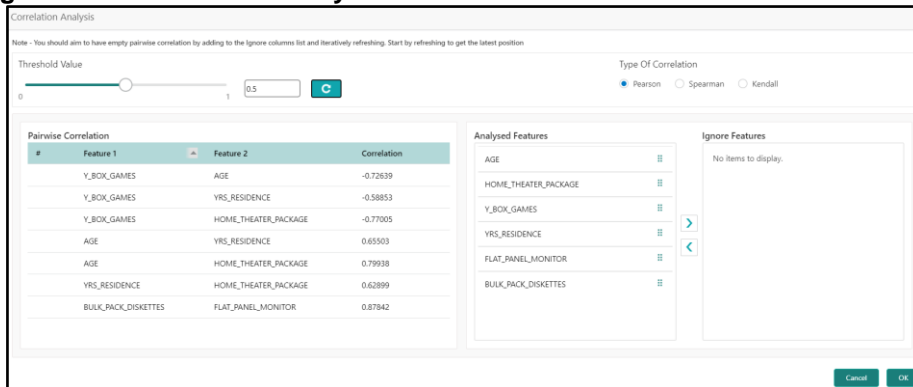 Correlation Analysis
Note - You should aim to have empty pairwise correlation by adding to the Ignore columns list and iteratively refreshing. Start by refreshing to get the latest position
Threshold Value
0
1
0.5
Type Of Correlation
Pearson Spearman Kendall
Pairwise Correlation
# Feature 1 Feature 2 Correlation
Y_BOX_GAMES AGE -0.72639
Y_BOX_GAMES YRS_RESIDENCE -0.58853
Y_BOX_GAMES HOME_THEATER_PACKAGE -0.77005
AGE YRS_RESIDENCE 0.65503
AGE HOME_THEATER_PACKAGE 0.79938
YRS_RESIDENCE HOME_THEATER_PACKAGE 0.62899
BULK_PACK_DISKETTES FLAT_PANEL_MONITOR 0.87842
Analysed Features
AGE
HOME_THEATER_PACKAGE
Y_BOX_GAMES
YRS_RESIDENCE
FLAT_PANEL_MONITOR
BULK_PACK_DISKETTES
Ignore Features
No items to display.
Cancel OK